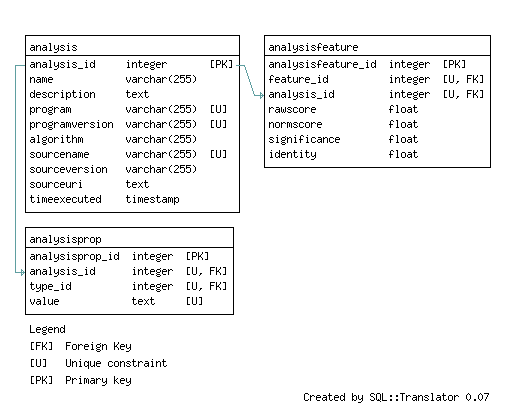 analysis
analysis_id integer [PK]
name varchar(255)
description text
program varchar(255) [U]
programversion varchar(255) [U]
algorithm varchar(255)
sourcename varchar(255) [U]
sourceversion varchar(255)
sourceuri text
timeexecuted timestamp
analysisfeature
analysisfeature_id integer [PK]
feature_id integer [U, FK]
analysis_id integer [U, FK]
rawscore float
normscore float
significance float
identity float
analysisprop
analysisprop_id integer [PK]
analysis_id integer [U, FK]
type_id integer [U, FK]
value text [U]
Legend
[FK] Foreign Key
[U] Unique constraint
[PK] Primary key
Created by SQL::Translator 0.07